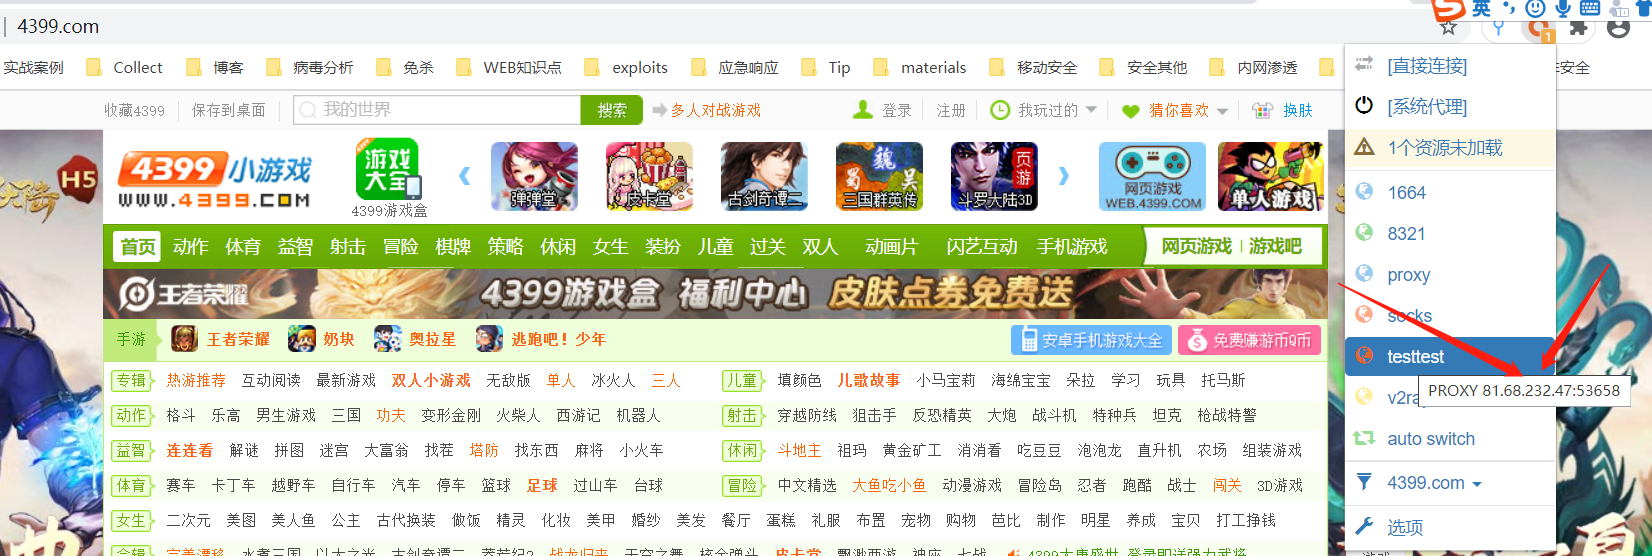 英
4399.com
1
实战案例 Collect 博客 病毒分析 免杀 WEB知识点 exploits 应急响应 Tip materials 移动安全 安全其他 内网渗透 安全
收藏4399 保存到桌面 我的世界 搜索 多人对战游戏 登录 注册 我玩过的 猜你喜欢 换肤
H5
4399小游戏
WWW.4399.COM
游戏大全
4399游戏盒
弹弹堂 皮卡堂 古剑奇谭二 三国群英传 页游 斗罗大陆3D 网页游戏 WEB.4399.COM 单人游戏
首页 动作 体育 益智 射击 冒险 棋牌 策略 休闲 女生 装扮 儿童 过关 双人 动画片 闪艺互动 手机游戏 网页游戏 | 游戏吧
王者荣耀 4399游戏盒 福利中心 皮肤点券免费送
手游 王者荣耀 奶块 奥拉星 逃跑吧！少年 安卓手机游戏大全 免费赚游币Q币
专辑 热游推荐 互动阅读 最新游戏 双人小游戏 无敌版 单人 冰火人 三人 儿童 填颜色 儿歌故事 小马宝莉 海绵宝宝 朵拉 学习 玩具 托马斯
动作 格斗 乐高 男生游戏 三国 功夫 变形金刚 火柴人 西游记 机器人 射击 穿越防线 狙击手 反恐精英 大炮 战斗机 特种兵 坦克 枪战特警
益智 连连看 解谜 拼图 迷宫 大富翁 找茬 塔防 找东西 麻将 小火车 休闲 斗地主 祖玛 黄金矿工 消消看 吃豆豆 泡泡龙 直升机 农场 组装游戏
体育 赛车 卡丁车 越野车 自行车 汽车 停车 篮球 足球 过山车 台球 冒险 中文精选 大鱼吃小鱼 动漫游戏 冒险岛 忍者 跑酷 战士 闯关 3D游戏
女生 二次元 美图 美人鱼 公主 古代换装 做饭 精灵 化妆 美甲 婚纱 美发 餐厅 蛋糕 礼服 布置 宠物 购物 芭比 制作 明星 养成 宝贝 打工挣钱
[直接连接]
[系统代理]
1个资源未加载
1664
8321
proxy
socks
testtest
PROXY 81.68.232.47:53658
v2ra
auto switch
4399.com
选项